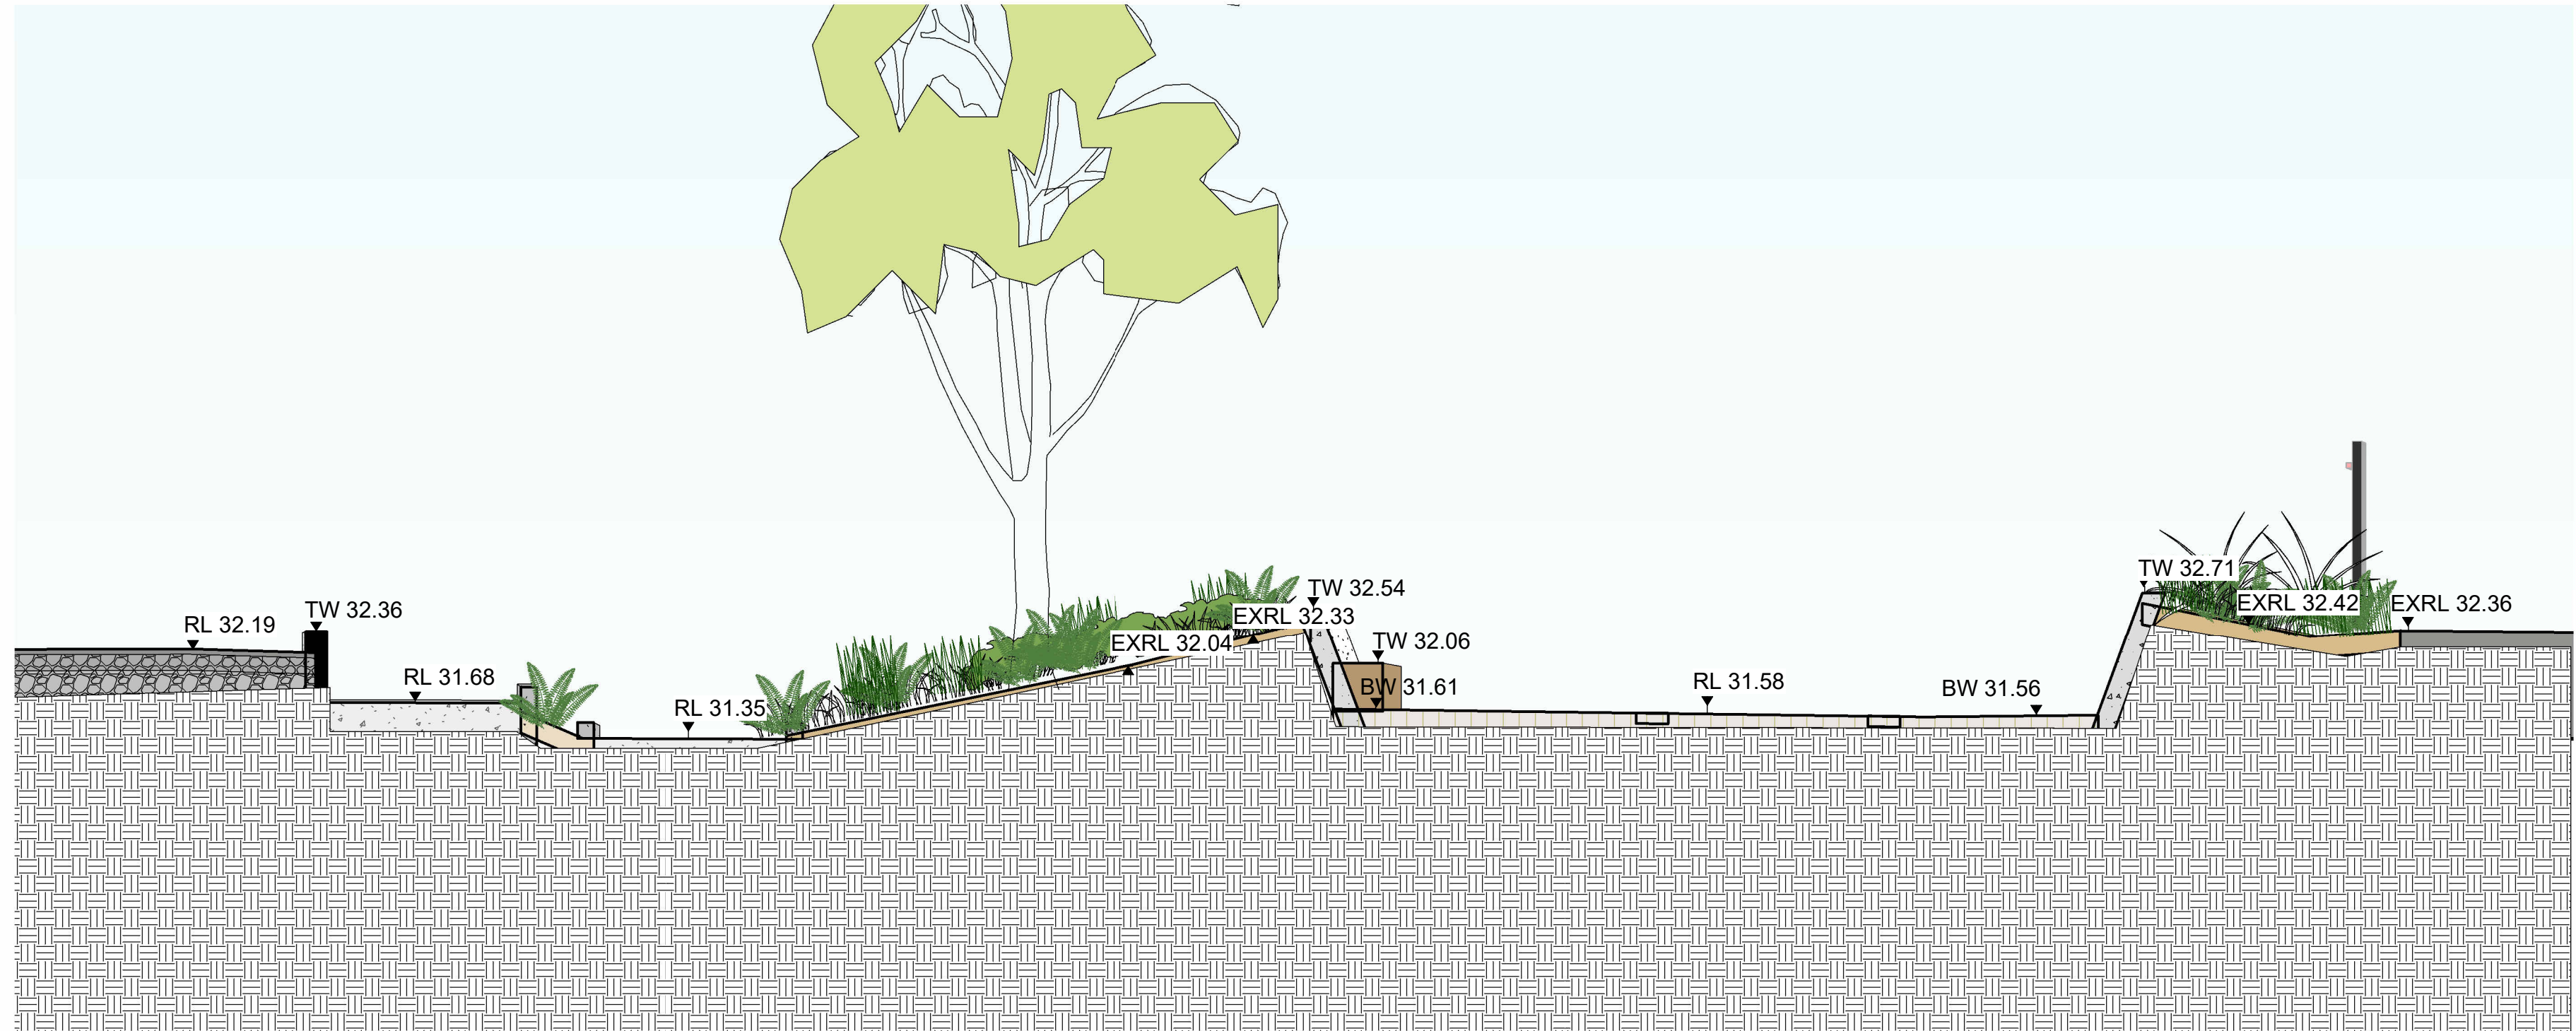 RL 32.19
TW 32.36
RL 31.68
RL 31.35
EXRL 32.04
EXRL 32.33
TW 32.54
TW 32.06
BW 31.61
RL 31.58
BW 31.56
TW 32.71
EXRL 32.42
EXRL 32.36